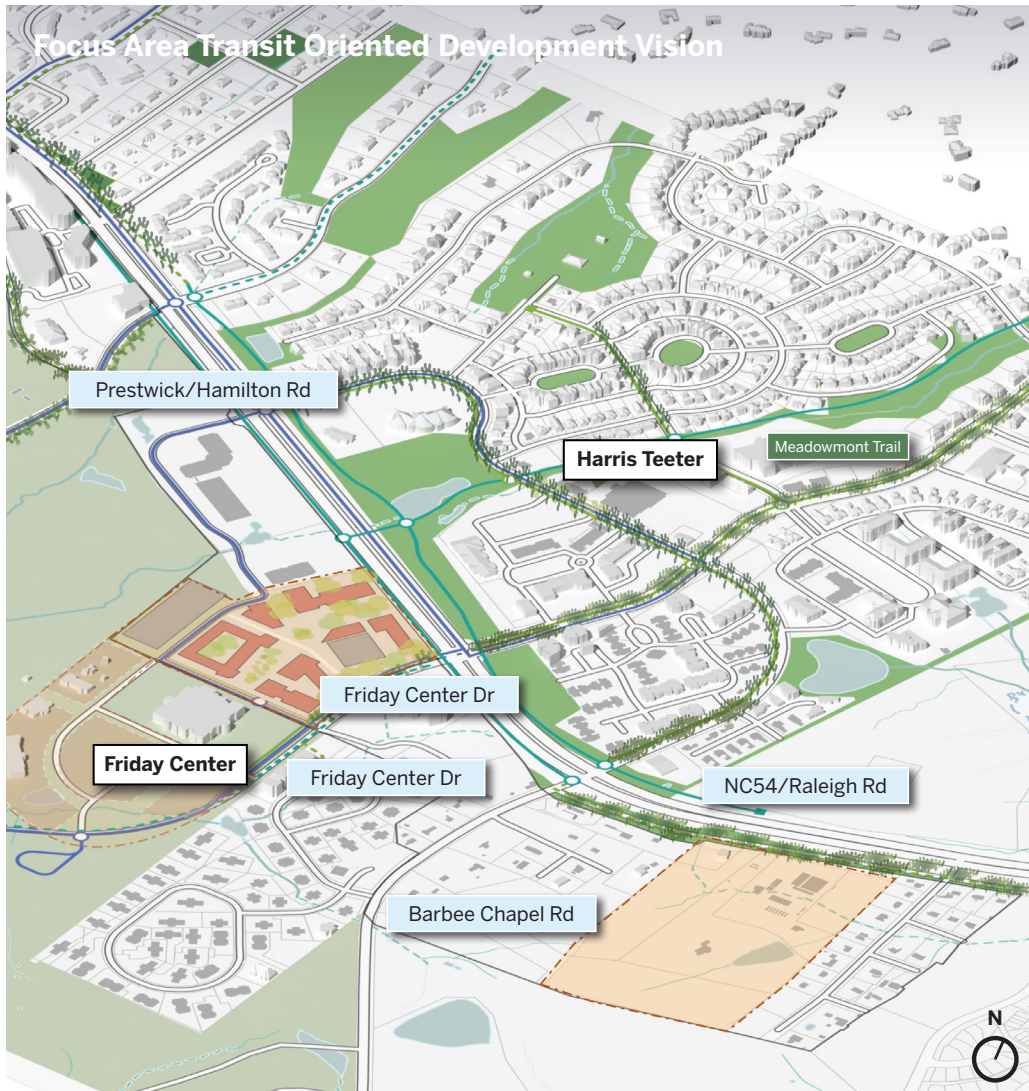 Focus Area Transit Oriented Development Vision
Prestwick/Hamilton Rd
Harris Teeter
Meadowmont Trail
Friday Center Dr
Friday Center
Friday Center Dr
NC54/Raleigh Rd
Barbee Chapel Rd
N